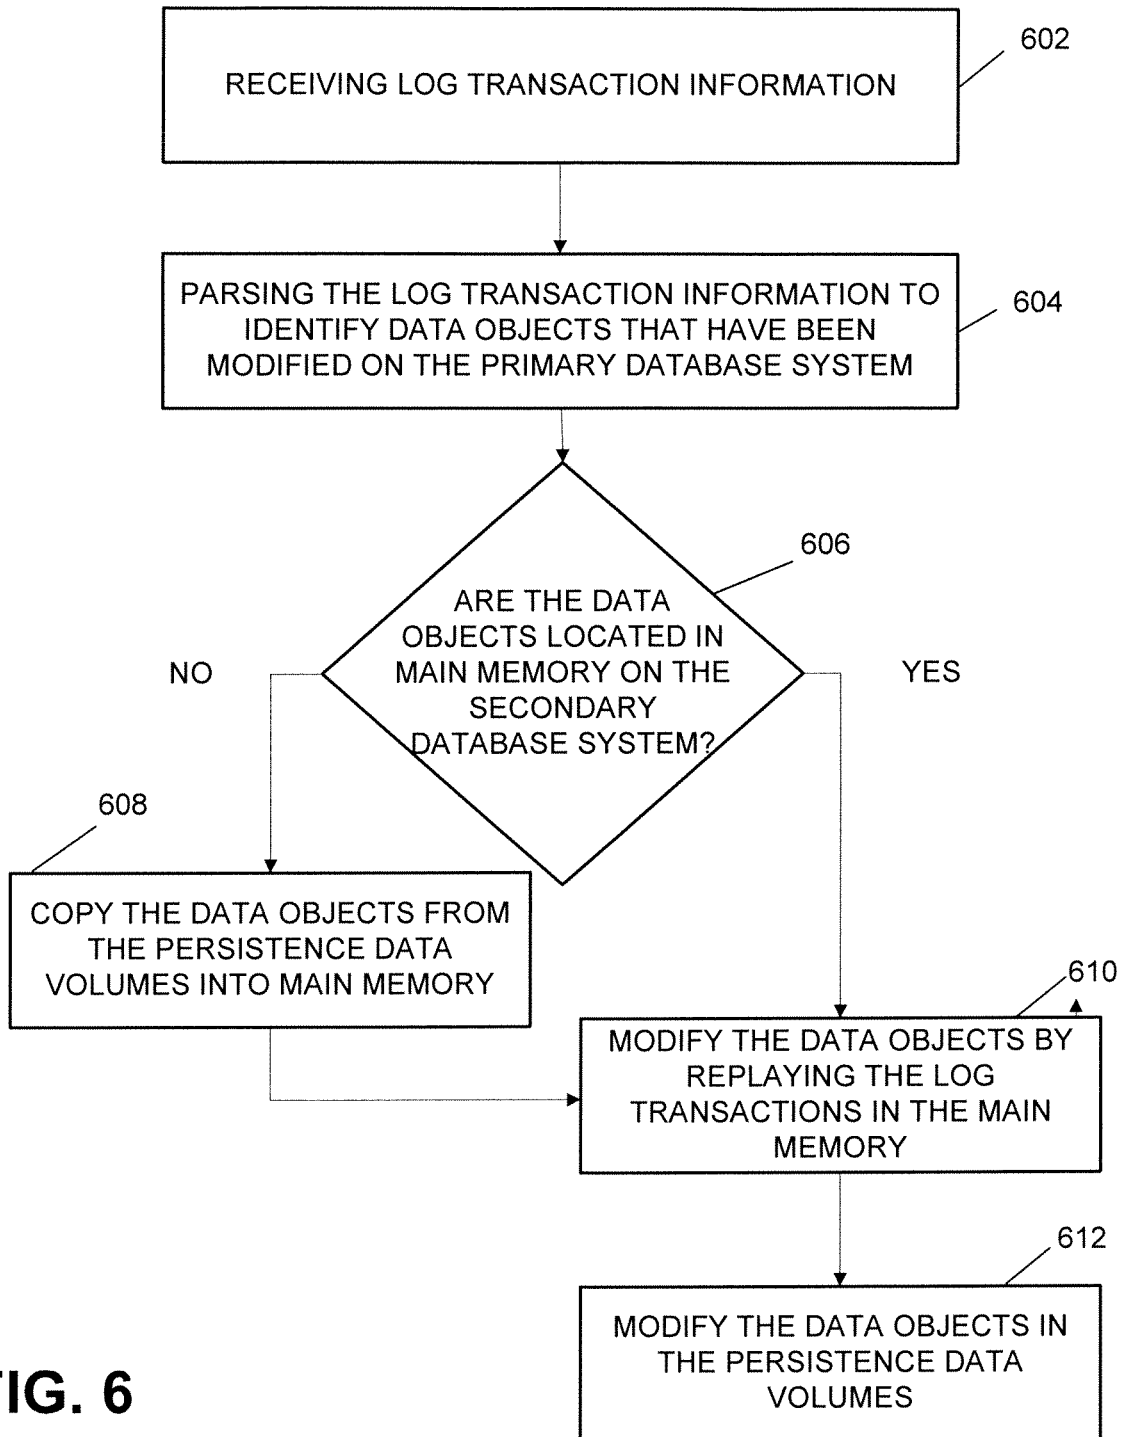 602
RECEIVING LOG TRANSACTION INFORMATION
PARSING THE LOG TRANSACTION INFORMATION TO
IDENTIFY DATA OBJECTS THAT HAVE BEEN
MODIFIED ON THE PRIMARY DATABASE SYSTEM
604
606
ARE THE DATA
OBJECTS LOCATED IN
MAIN MEMORY ON THE
SECONDARY
DATABASE SYSTEM?
NO
YES
608
COPY THE DATA OBJECTS FROM
THE PERSISTENCE DATA
VOLUMES INTO MAIN MEMORY
610
MODIFY THE DATA OBJECTS BY
REPLAYING THE LOG
TRANSACTIONS IN THE MAIN
MEMORY
612
MODIFY THE DATA OBJECTS IN
THE PERSISTENCE DATA
VOLUMES
FIG. 6